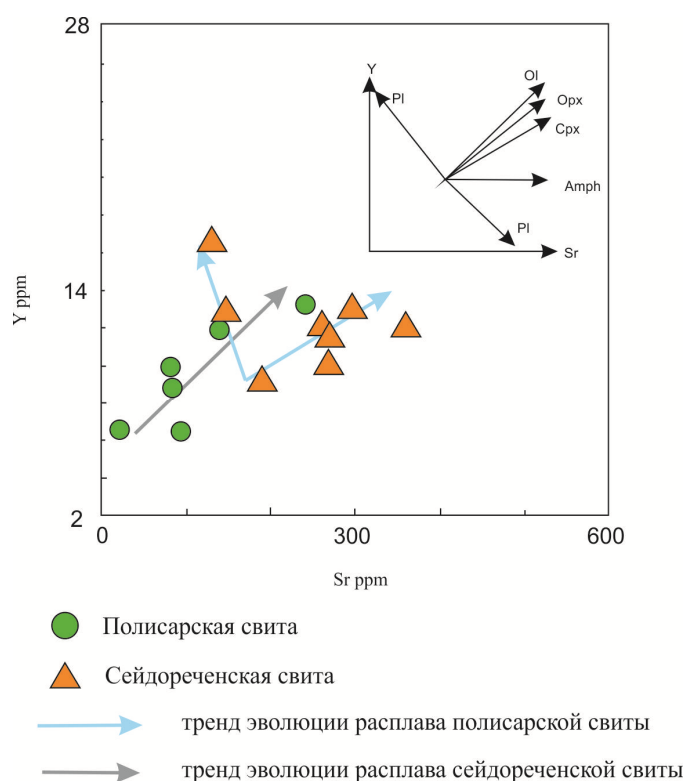 28
Y ppm
14
2
0
300
600
Sr ppm
Y
Pl
Ol
Opx
Cpx
Amph
Pl
Sr
Полисарская свита
Сейдореченская свита
тренд эволюции расплава полисарской свиты
тренд эволюции расплава сейдореченской свиты